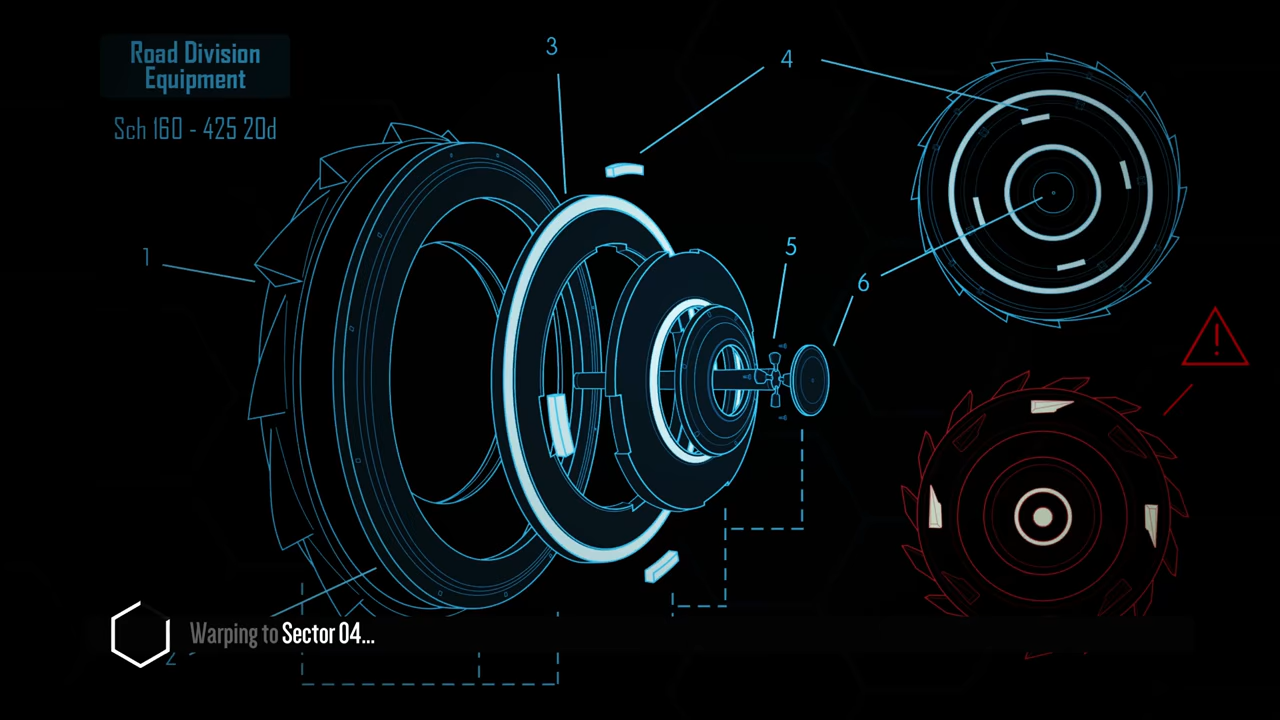 Road Division
Equipment
Sch 160 - 425 20d
3
4
1
5
6
Warping to Sector 04...
2